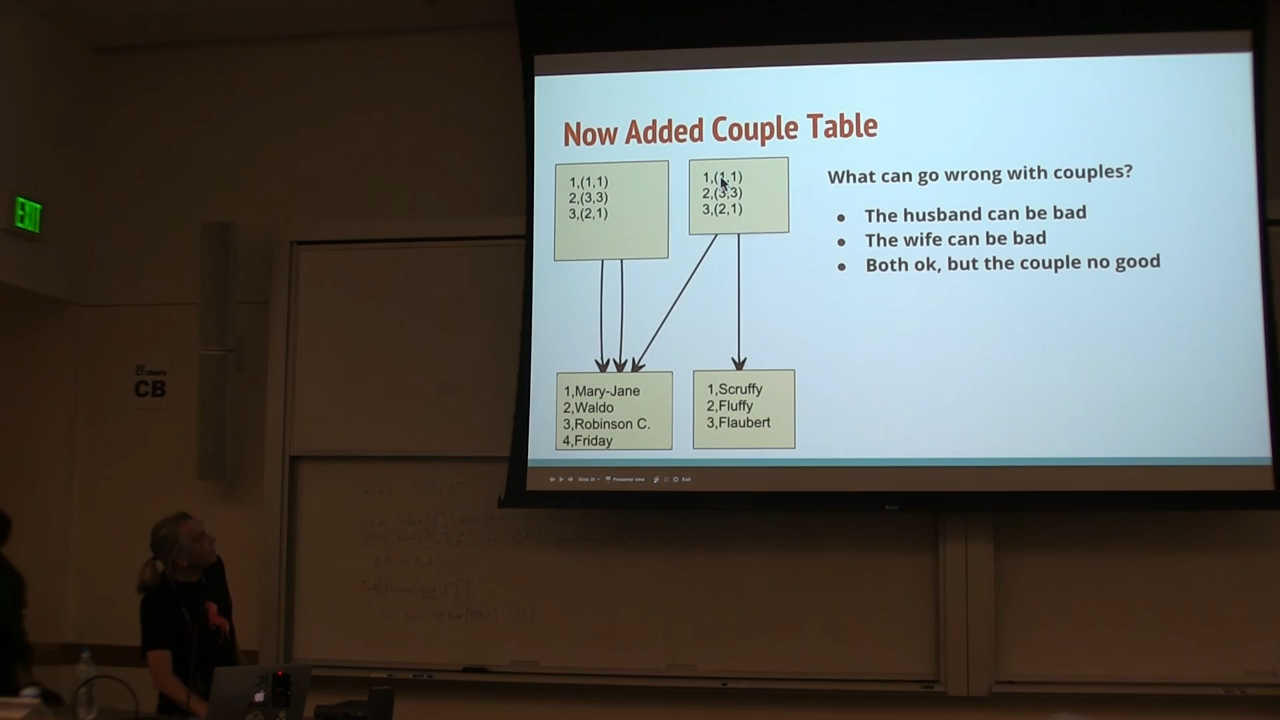 Now Added Couple Table
1,(1,1)
2,(3,3)
3,(2,1)
1,(1,1)
2,(3,3)
3,(2,1)
What can go wrong with couples?
● The husband can be bad
● The wife can be bad
● Both ok, but the couple no good
1,Mary-Jane
2,Waldo
3,Robinson C.
4,Friday
1,Scruffy
2,Fluffy
3,Flaubert
Presenter view
Exit
EXIT
CB